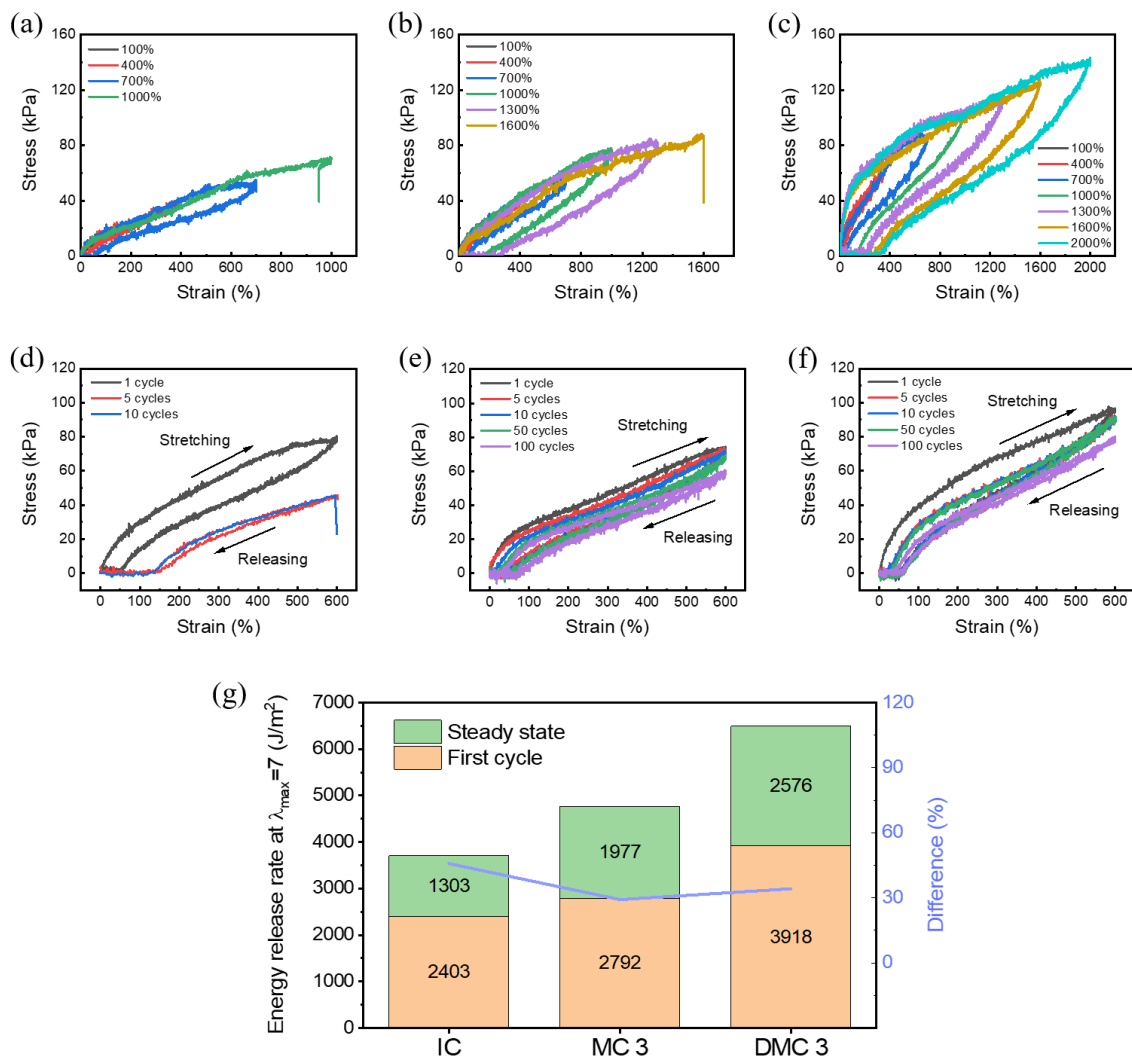 (a)
160
120
80
40
0
Stress (kPa)
100%
400%
700%
1000%
0 200 400 600 800 1000
Strain (%)
(b)
160
120
80
40
0
Stress (kPa)
100%
400%
700%
1000%
1300%
1600%
0 400 800 1200 1600
Strain (%)
(c)
160
120
80
40
0
Stress (kPa)
100%
400%
700%
1000%
1300%
1600%
2000%
0 400 800 1200 1600 2000
Strain (%)
(d)
120
100
80
60
40
20
0
Stress (kPa)
1 cycle
5 cycles
10 cycles
Stretching
Releasing
0 100 200 300 400 500 600
Strain (%)
(e)
120
100
80
60
40
20
0
Stress (kPa)
1 cycle
5 cycles
10 cycles
50 cycles
100 cycles
Stretching
Releasing
0 100 200 300 400 500 600
Strain (%)
(f)
120
100
80
60
40
20
0
Stress (kPa)
1 cycle
5 cycles
10 cycles
50 cycles
100 cycles
Stretching
Releasing
0 100 200 300 400 500 600
Strain (%)
(g)
7000
6000
5000
4000
3000
2000
1000
0
Energy release rate at λmax=7 (J/m²)
Steady state
First cycle
1303
2403
1977
2792
2576
3918
IC MC 3 DMC 3
120
90
60
30
0
Difference (%)